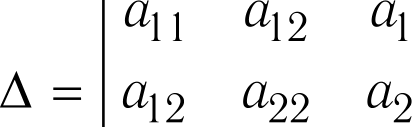 a11 a12 a1
Δ = | a12 a22 a2